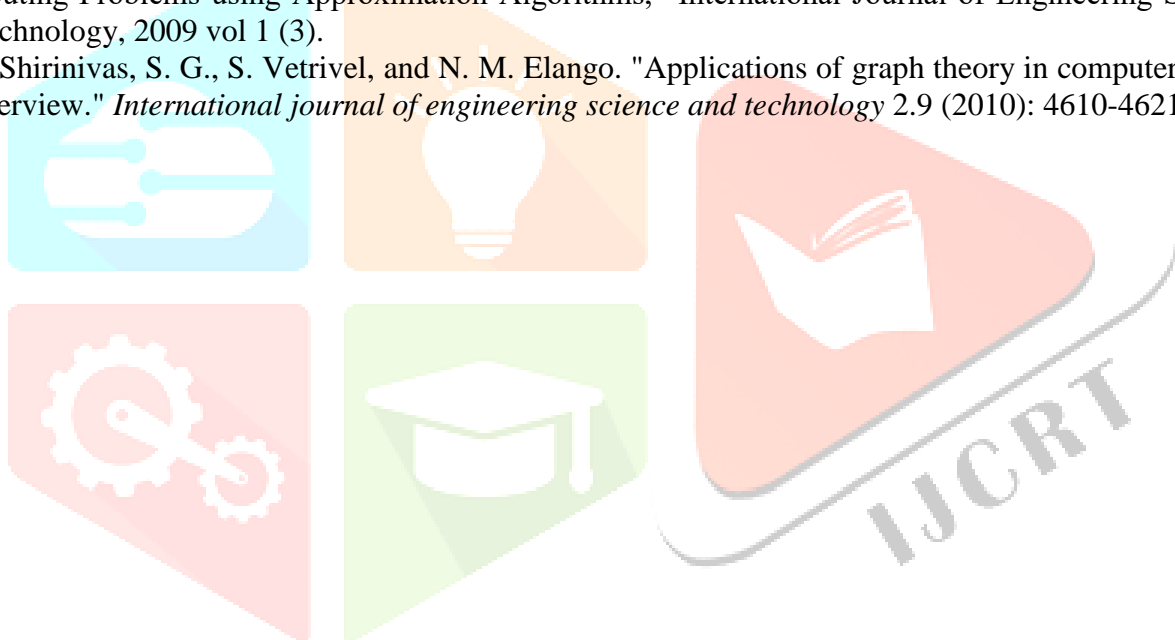 uting Problems using Approximation Algorithms," International Journal of Engineering S
chnology, 2009 vol 1 (3).
Shirinivas, S. G., S. Vetrivel, and N. M. Elango. "Applications of graph theory in computer
erview." International journal of engineering science and technology 2.9 (2010): 4610-4621
IJCRT